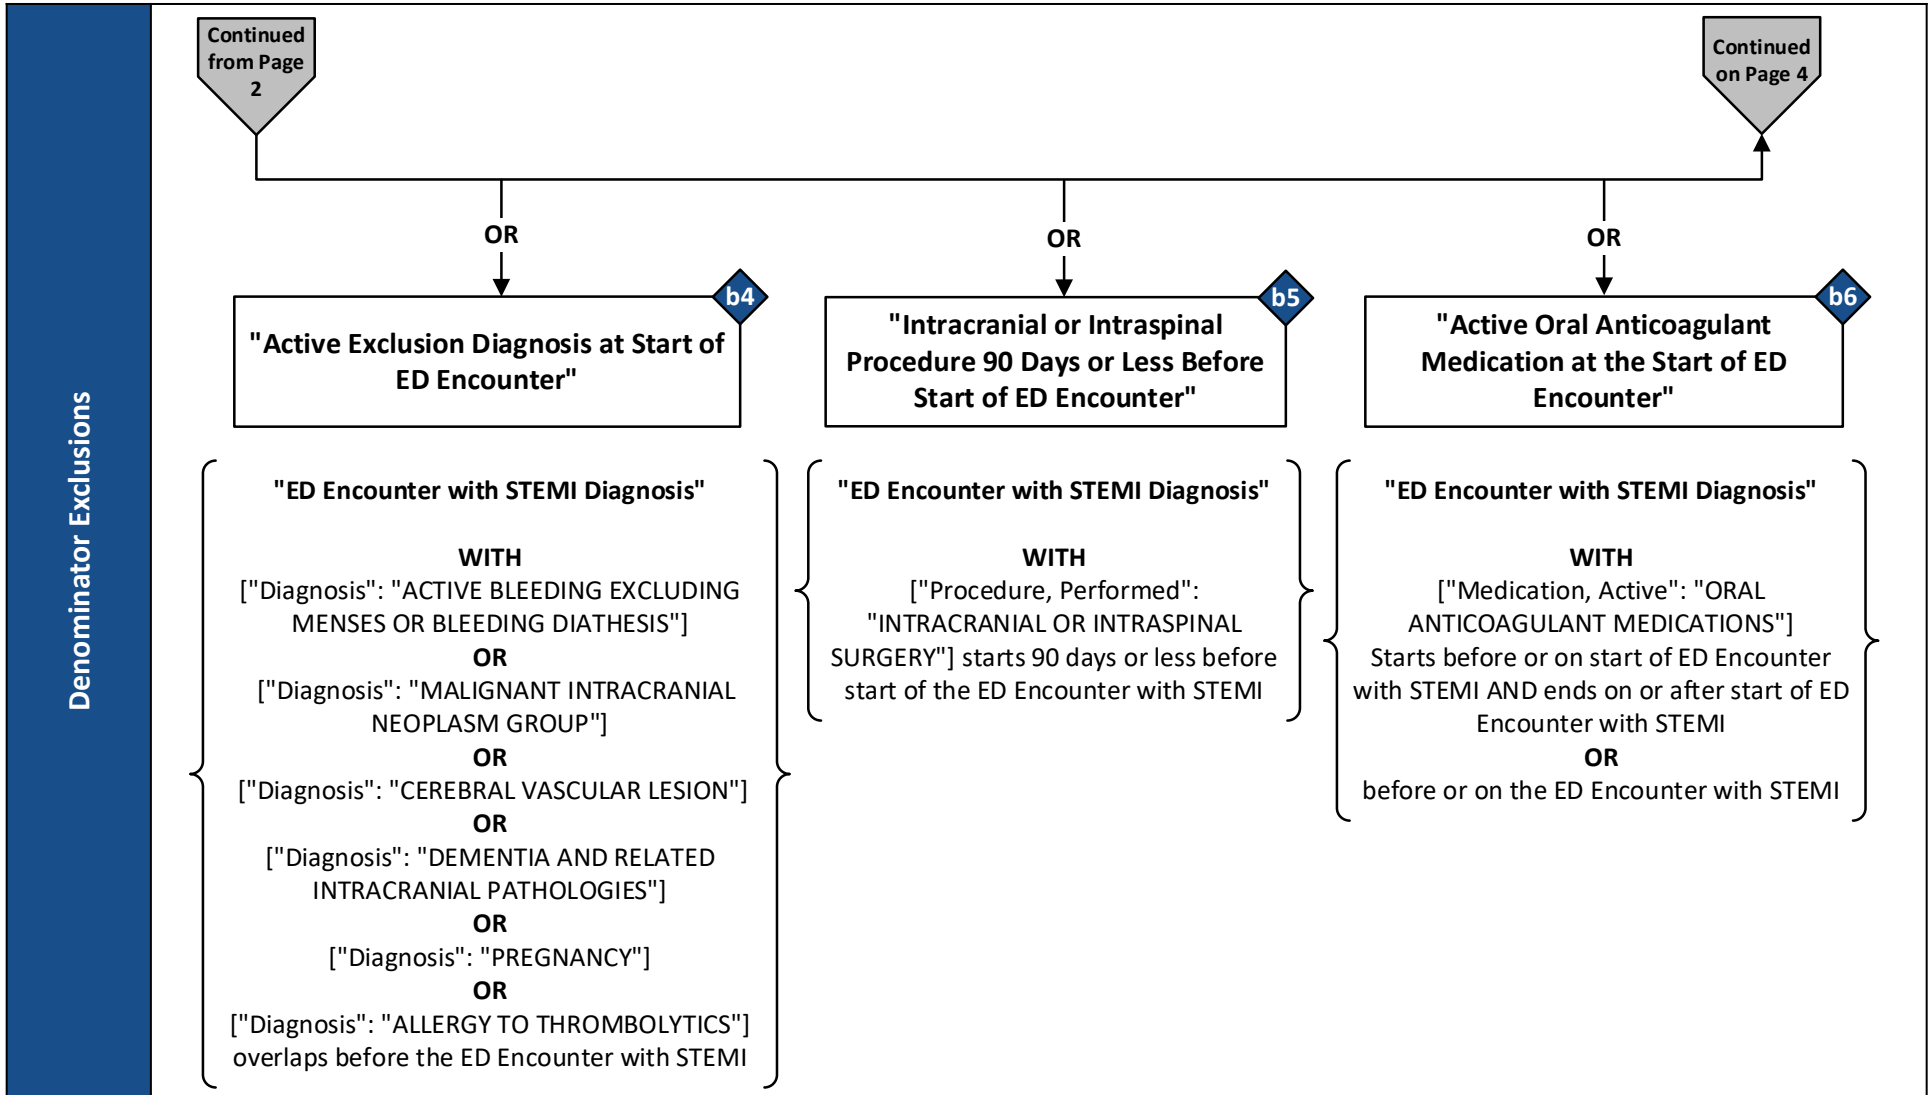 Denominator Exclusions
Continued
from Page
2
Continued
on Page 4
OR
OR
OR
b4
"Active Exclusion Diagnosis at Start of
ED Encounter"
b5
"Intracranial or Intraspinal
Procedure 90 Days or Less Before
Start of ED Encounter"
b6
"Active Oral Anticoagulant
Medication at the Start of ED
Encounter"
"ED Encounter with STEMI Diagnosis"
WITH
["Diagnosis": "ACTIVE BLEEDING EXCLUDING
MENSES OR BLEEDING DIATHESIS"]
OR
["Diagnosis": "MALIGNANT INTRACRANIAL
NEOPLASM GROUP"]
OR
["Diagnosis": "CEREBRAL VASCULAR LESION"]
OR
["Diagnosis": "DEMENTIA AND RELATED
INTRACRANIAL PATHOLOGIES"]
OR
["Diagnosis": "PREGNANCY"]
OR
["Diagnosis": "ALLERGY TO THROMBOLYTICS"]
overlaps before the ED Encounter with STEMI
"ED Encounter with STEMI Diagnosis"
WITH
["Procedure, Performed":
"INTRACRANIAL OR INTRASPINAL
SURGERY"] starts 90 days or less before
start of the ED Encounter with STEMI
"ED Encounter with STEMI Diagnosis"
WITH
["Medication, Active": "ORAL
ANTICOAGULANT MEDICATIONS"]
Starts before or on start of ED Encounter
with STEMI AND ends on or after start of ED
Encounter with STEMI
OR
before or on the ED Encounter with STEMI